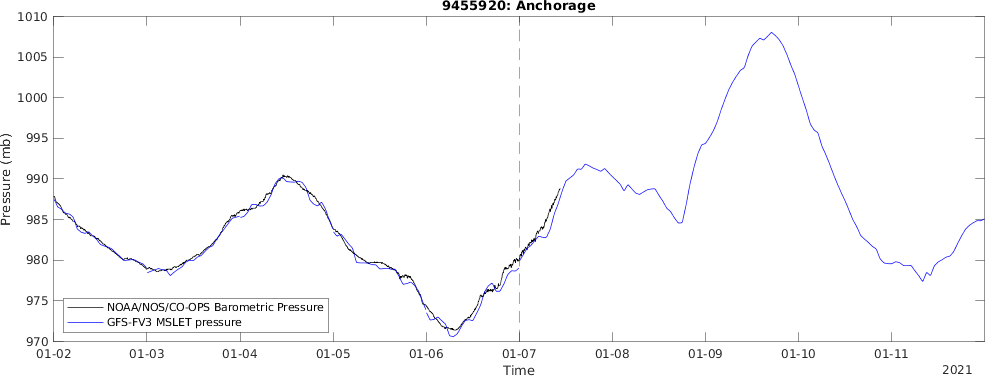 9455920: Anchorage
1010
1005
1000
995
990
985
980
975
970
Pressure (mb)
NOAA/NOS/CO-OPS Barometric Pressure
GFS-FV3 MSLET pressure
01-02 01-03 01-04 01-05 01-06 01-07 01-08 01-09 01-10 01-11
Time
2021